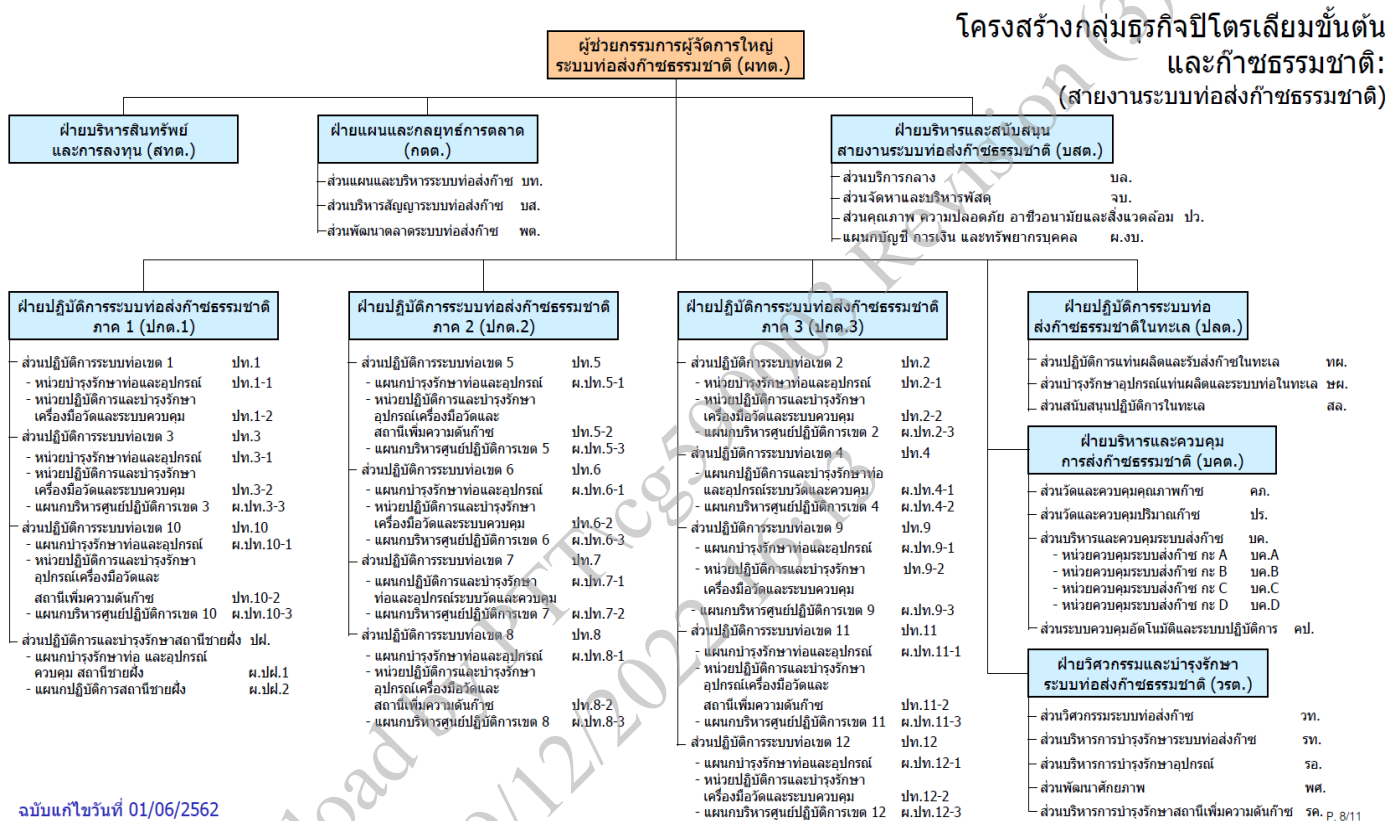 โครงสร้างกลุ่มธุรกิจปิโตรเลียมขั้นต้น
และก๊าซธรรมชาติ:
(สายงานระบบท่อส่งก๊าซธรรมชาติ)
ผู้ช่วยกรรมการผู้จัดการใหญ่
ระบบท่อส่งก๊าซธรรมชาติ (ผทต.)
ฝ่ายบริหารสินทรัพย์
และการลงทุน (สทต.)
ฝ่ายแผนและกลยุทธ์การตลาด
(กตต.)
ส่วนแผนและบริหารระบบท่อส่งก๊าซ บท.
ส่วนบริหารสัญญาระบบท่อส่งก๊าซ บส.
ส่วนพัฒนาตลาดระบบท่อส่งก๊าซ พต.
ฝ่ายบริหารและสนับสนุน
สายงานระบบท่อส่งก๊าซธรรมชาติ (บสต.)
ส่วนบริการกลาง บล.
ส่วนจัดหาและบริหารพัสดุ จบ.
ส่วนคุณภาพ ความปลอดภัย อาชีวอนามัยและสิ่งแวดล้อม ปว.
แผนกบัญชี การเงิน และทรัพยากรบุคคล ผ.งบ.
ฝ่ายปฏิบัติการระบบท่อส่งก๊าซธรรมชาติ
ภาค 1 (ปกต.1)
ส่วนปฏิบัติการระบบท่อเขต 1 ปท.1
- หน่วยบำรุงรักษาท่อและอุปกรณ์ ปท.1-1
- หน่วยปฏิบัติการและบำรุงรักษา
เครื่องมือวัดและระบบควบคุม ปท.1-2
ส่วนปฏิบัติการระบบท่อเขต 3 ปท.3
- หน่วยบำรุงรักษาท่อและอุปกรณ์ ปท.3-1
- หน่วยปฏิบัติการและบำรุงรักษา
เครื่องมือวัดและระบบควบคุม ปท.3-2
- แผนกบริหารศูนย์ปฏิบัติการเขต 3 ผ.ปท.3-3
ส่วนปฏิบัติการระบบท่อเขต 10 ปท.10
- แผนกบำรุงรักษาท่อและอุปกรณ์ ผ.ปท.10-1
- หน่วยปฏิบัติการและบำรุงรักษา
อุปกรณ์เครื่องมือวัดและ
สถานีเพิ่มความดันก๊าซ ปท.10-2
- แผนกบริหารศูนย์ปฏิบัติการเขต 10 ผ.ปท.10-3
ส่วนปฏิบัติการและบำรุงรักษาสถานีชายฝั่ง ปฝ.
- แผนกบำรุงรักษาท่อ และอุปกรณ์
ควบคุม สถานีชายฝั่ง ผ.ปฝ.1
- แผนกปฏิบัติการสถานีชายฝั่ง ผ.ปฝ.2
ฝ่ายปฏิบัติการระบบท่อส่งก๊าซธรรมชาติ
ภาค 2 (ปกต.2)
ส่วนปฏิบัติการระบบท่อเขต 5 ปท.5
- แผนกบำรุงรักษาท่อและอุปกรณ์ ผ.ปท.5-1
- หน่วยปฏิบัติการและบำรุงรักษา
อุปกรณ์เครื่องมือวัดและ
สถานีเพิ่มความดันก๊าซ ปท.5-2
- แผนกบริหารศูนย์ปฏิบัติการเขต 5 ผ.ปท.5-3
ส่วนปฏิบัติการระบบท่อเขต 6 ปท.6
- แผนกบำรุงรักษาท่อและอุปกรณ์ ผ.ปท.6-1
- หน่วยปฏิบัติการและบำรุงรักษา
เครื่องมือวัดและระบบควบคุม ปท.6-2
- แผนกบริหารศูนย์ปฏิบัติการเขต 6 ผ.ปท.6-3
ส่วนปฏิบัติการระบบท่อเขต 7 ปท.7
- แผนกปฏิบัติการและบำรุงรักษา ผ.ปท.7-1
ท่อและอุปกรณ์ระบบวัดและควบคุม
- แผนกบริหารศูนย์ปฏิบัติการเขต 7 ผ.ปท.7-2
ส่วนปฏิบัติการระบบท่อเขต 8 ปท.8
- แผนกบำรุงรักษาท่อและอุปกรณ์ ผ.ปท.8-1
- หน่วยปฏิบัติการและบำรุงรักษา
อุปกรณ์เครื่องมือวัดและ
สถานีเพิ่มความดันก๊าซ ปท.8-2
- แผนกบริหารศูนย์ปฏิบัติการเขต 8 ผ.ปท.8-3
ฝ่ายปฏิบัติการระบบท่อส่งก๊าซธรรมชาติ
ภาค 3 (ปกต.3)
ส่วนปฏิบัติการระบบท่อเขต 2 ปท.2
- หน่วยบำรุงรักษาท่อและอุปกรณ์ ปท.2-1
- หน่วยปฏิบัติการและบำรุงรักษา
เครื่องมือวัดและระบบควบคุม ปท.2-2
- แผนกบริหารศูนย์ปฏิบัติการเขต 2 ผ.ปท.2-3
ส่วนปฏิบัติการระบบท่อเขต 4 ปท.4
- แผนกปฏิบัติการและบำรุงรักษาท่อ
และอุปกรณ์ระบบวัดและควบคุม ผ.ปท.4-1
- แผนกบริหารศูนย์ปฏิบัติการเขต 4 ผ.ปท.4-2
ส่วนปฏิบัติการระบบท่อเขต 9 ปท.9
- แผนกบำรุงรักษาท่อและอุปกรณ์ ผ.ปท.9-1
- หน่วยปฏิบัติการและบำรุงรักษา ปท.9-2
เครื่องมือวัดและระบบควบคุม
- แผนกบริหารศูนย์ปฏิบัติการเขต 9 ผ.ปท.9-3
ส่วนปฏิบัติการระบบท่อเขต 11 ปท.11
- แผนกบำรุงรักษาท่อและอุปกรณ์ ผ.ปท.11-1
- หน่วยปฏิบัติการและบำรุงรักษา
อุปกรณ์เครื่องมือวัดและ
สถานีเพิ่มความดันก๊าซ ปท.11-2
- แผนกบริหารศูนย์ปฏิบัติการเขต 11 ผ.ปท.11-3
ส่วนปฏิบัติการระบบท่อเขต 12 ปท.12
- แผนกบำรุงรักษาท่อและอุปกรณ์ ผ.ปท.12-1
- หน่วยปฏิบัติการและบำรุงรักษา
เครื่องมือวัดและระบบควบคุม ปท.12-2
- แผนกบริหารศูนย์ปฏิบัติการเขต 12 ผ.ปท.12-3
ฝ่ายปฏิบัติการระบบท่อ
ส่งก๊าซธรรมชาติในทะเล (ปลต.)
ส่วนปฏิบัติการแท่นผลิตและรับส่งก๊าซในทะเล ทผ.
ส่วนบำรุงรักษาอุปกรณ์แท่นผลิตและระบบท่อในทะเล ษผ.
ส่วนสนับสนุนปฏิบัติการในทะเล สล.
ฝ่ายบริหารและควบคุม
การส่งก๊าซธรรมชาติ (บคต.)
ส่วนวัดและควบคุมคุณภาพก๊าซ คภ.
ส่วนวัดและควบคุมปริมาณก๊าซ ปร.
ส่วนบริหารและควบคุมระบบส่งก๊าซ บค.
- หน่วยควบคุมระบบส่งก๊าซ กะ A บค.A
- หน่วยควบคุมระบบส่งก๊าซ กะ B บค.B
- หน่วยควบคุมระบบส่งก๊าซ กะ C บค.C
- หน่วยควบคุมระบบส่งก๊าซ กะ D บค.D
ส่วนระบบควบคุมอัตโนมัติและระบบปฏิบัติการ คป.
ฝ่ายวิศวกรรมและบำรุงรักษา
ระบบท่อส่งก๊าซธรรมชาติ (วรต.)
ส่วนวิศวกรรมระบบท่อส่งก๊าซ วท.
ส่วนบริหารการบำรุงรักษาระบบท่อส่งก๊าซ รท.
ส่วนบริหารการบำรุงรักษาอุปกรณ์ รอ.
ส่วนพัฒนาศักยภาพ พศ.
ส่วนบริหารการบำรุงรักษาสถานีเพิ่มความดันก๊าซ รค.
ฉบับแก้ไขวันที่ 01/06/2562
P. 8/11